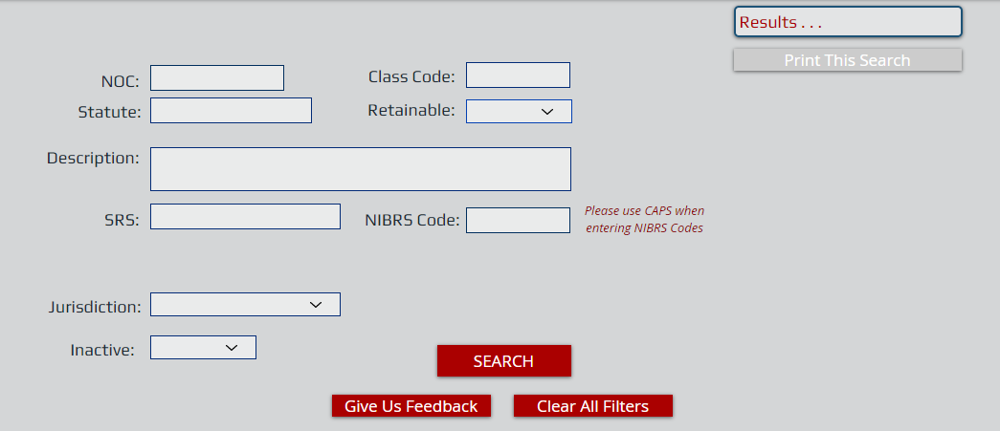 Results . . .
Print This Search
NOC:
Class Code:
Statute:
Retainable:
Description:
SRS:
NIBRS Code:
Please use CAPS when
entering NIBRS Codes
Jurisdiction:
Inactive:
SEARCH
Give Us Feedback
Clear All Filters